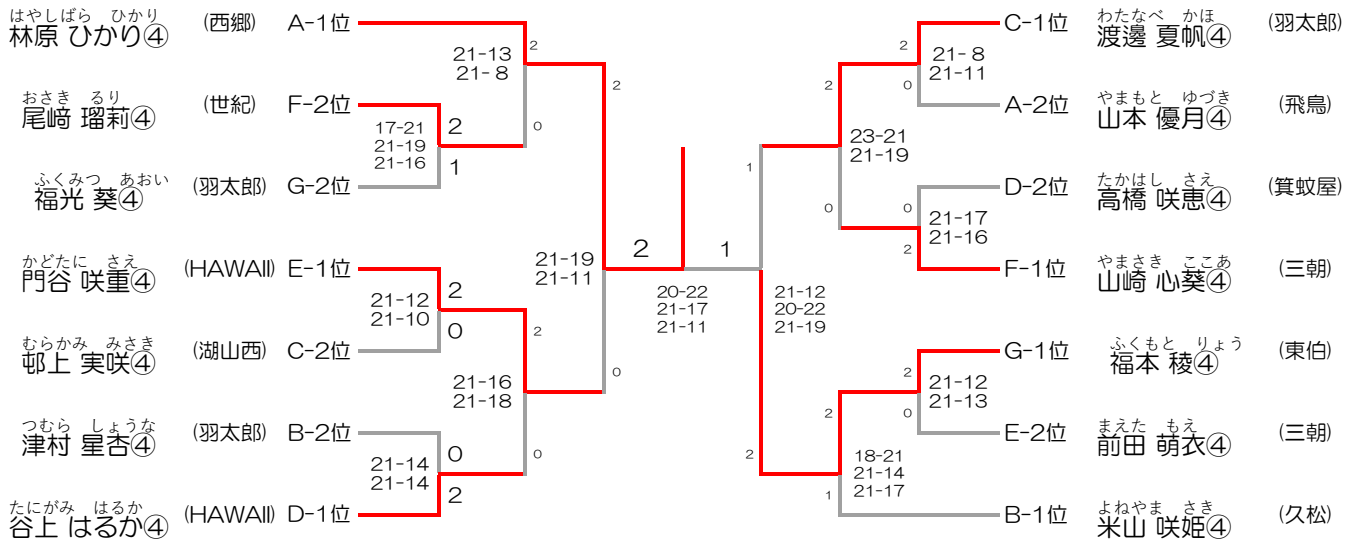 はやしばら ひかり
林原 ひかり④ (西郷) A-1位
21-13
21- 8
2
0
おさき るり
尾﨑 瑠莉④ (世紀) F-2位
17-21
21-19
21-16
2
1
ふくみつ あおい
福光 葵④ (羽太郎) G-2位
2
0
21-19
21-11
かどたに さえ
門谷 咲重④ (HAWAII) E-1位
21-12
21-10
2
0
むらかみ みさき
邨上 実咲④ (湖山西) C-2位
21-16
21-18
2
0
つむら しょうな
津村 星杏④ (羽太郎) B-2位
21-14
21-14
0
2
たにがみ はるか
谷上 はるか④ (HAWAII) D-1位
2
1
20-22
21-17
21-11
わたなべ かほ
C-1位 渡邊 夏帆④ (羽太郎)
2
0
21- 8
21-11
やまもと ゆづき
A-2位 山本 優月④ (飛鳥)
2
0
23-21
21-19
たかはし さえ
D-2位 高橋 咲恵④ (箕蚊屋)
0
2
21-17
21-16
やまさき ここあ
F-1位 山崎 心葵④ (三朝)
1
2
21-12
20-22
21-19
ふくもと りょう
G-1位 福本 稜④ (東伯)
2
0
21-12
21-13
まえた もえ
E-2位 前田 萌衣④ (三朝)
2
1
18-21
21-14
21-17
よねやま さき
B-1位 米山 咲姫④ (久松)